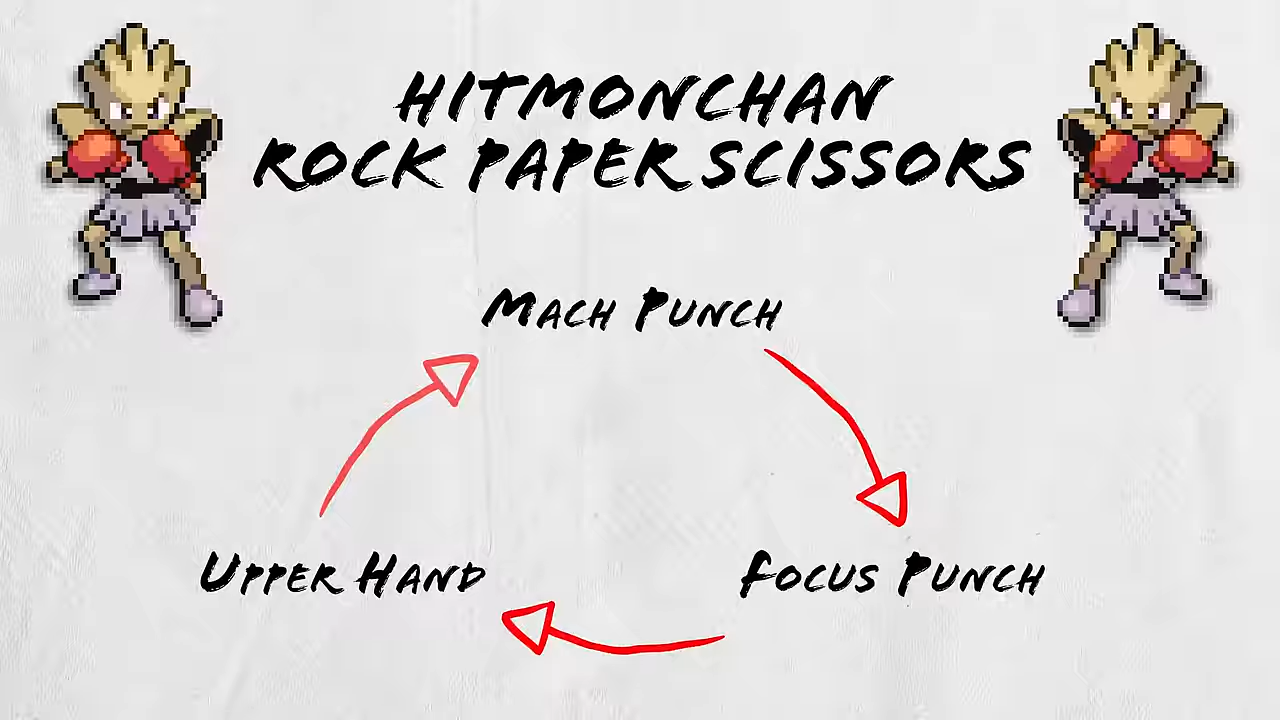 HITMONCHAN
ROCK PAPER SCISSORS
MACH PUNCH
UPPER HAND
FOCUS PUNCH